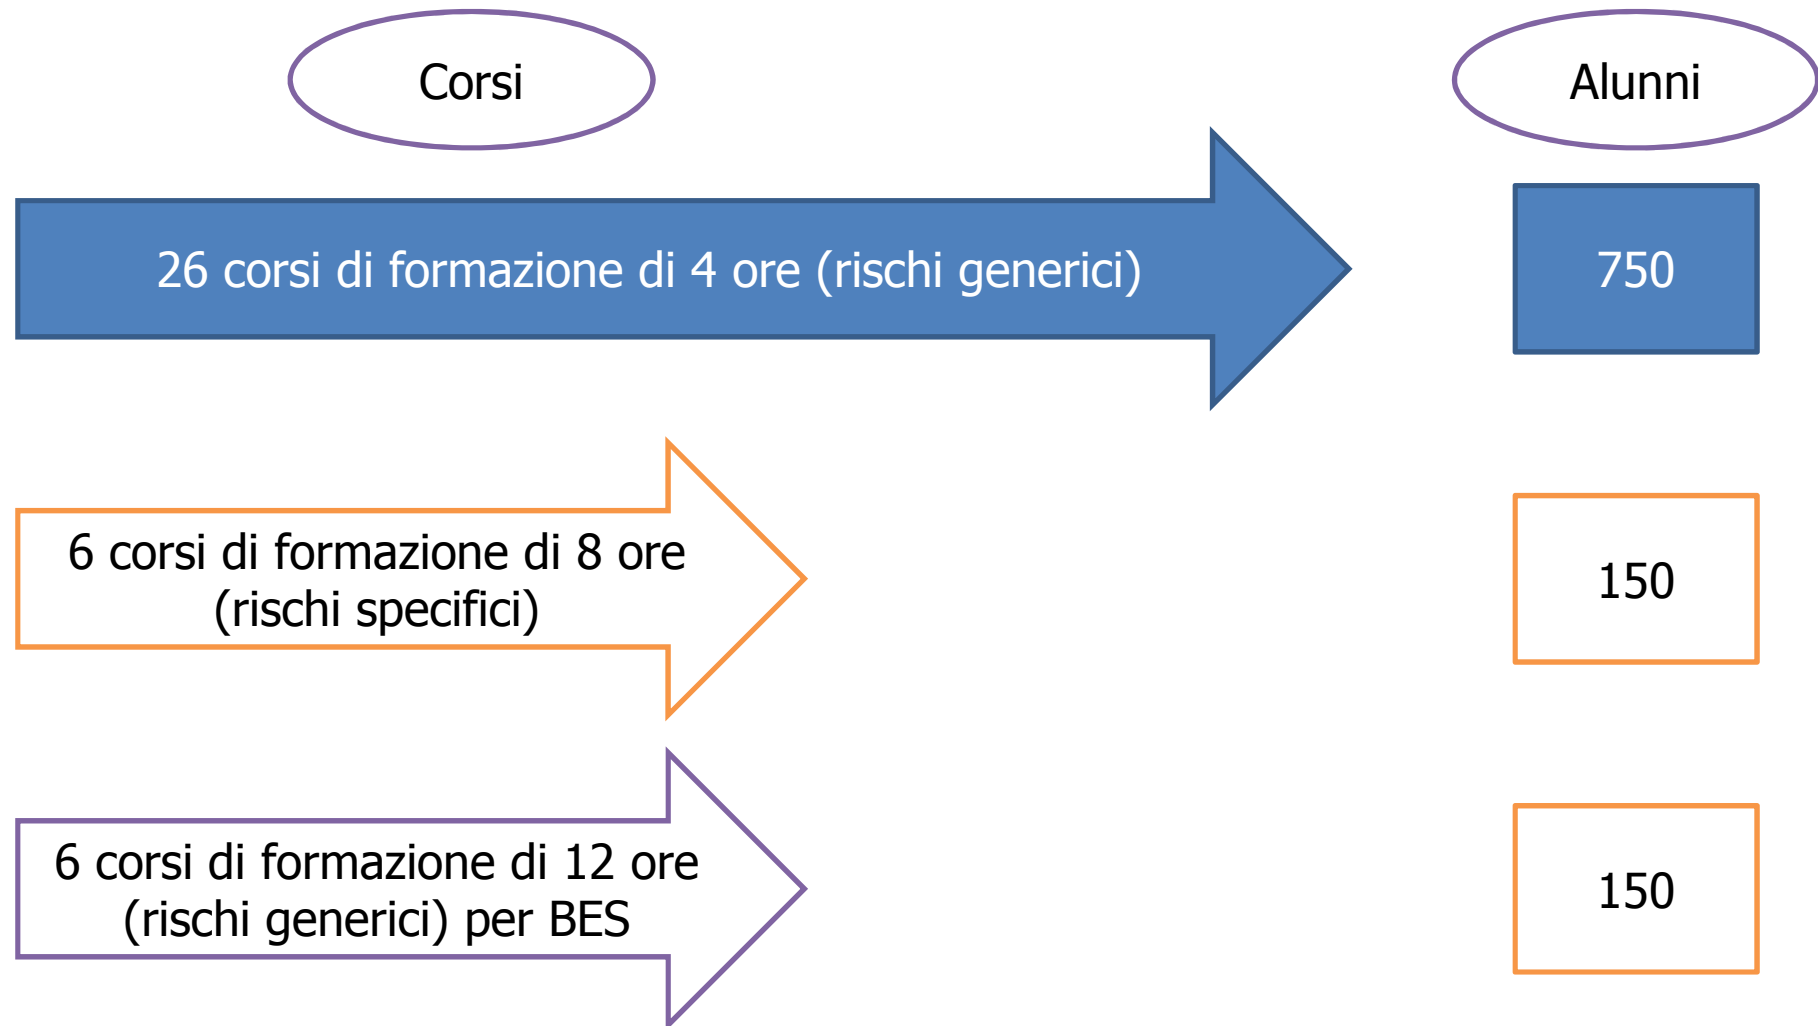 Corsi
Alunni
26 corsi di formazione di 4 ore (rischi generici)
750
6 corsi di formazione di 8 ore
(rischi specifici)
150
6 corsi di formazione di 12 ore
(rischi generici) per BES
150